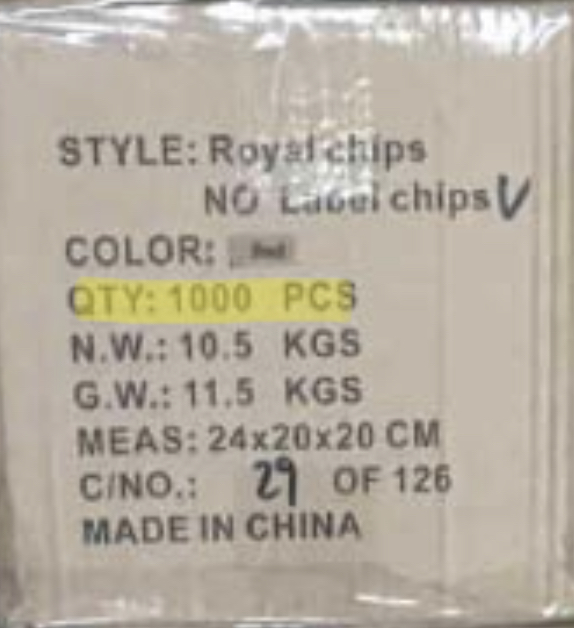 STYLE: Royal chips
NO Label chips V
COLOR: Red
QTY: 1000 PCS
N.W.: 10.5 KGS
G.W.: 11.5 KGS
MEAS: 24x20x20 CM
C/NO.: 29 OF 126
MADE IN CHINA